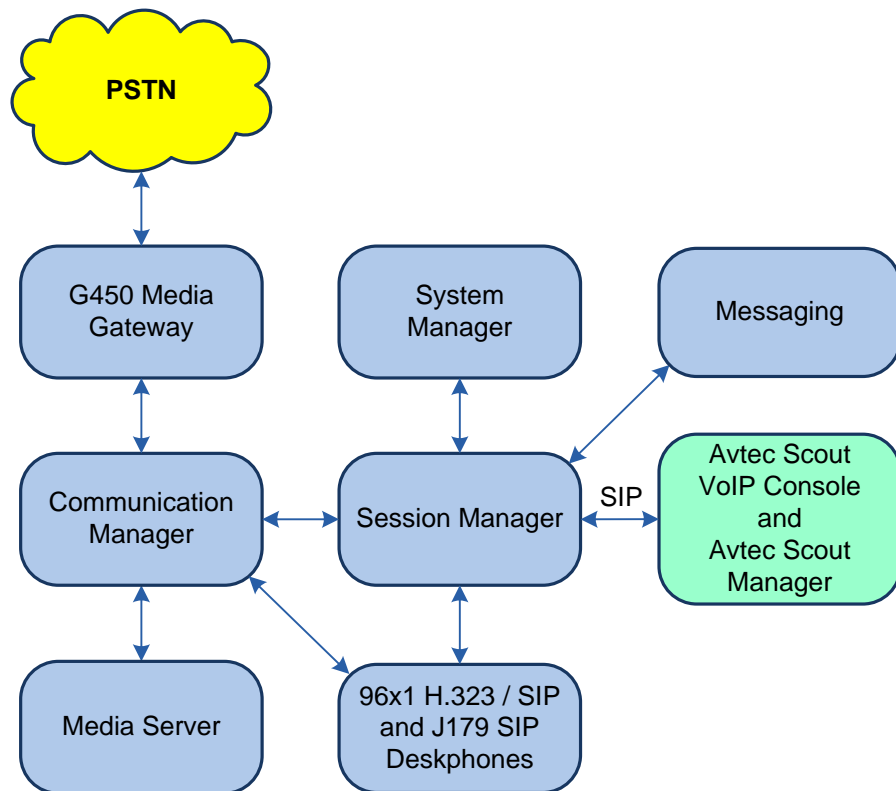 PSTN
G450 Media
Gateway
System
Manager
Messaging
Communication
Manager
Session Manager
SIP
Avtec Scout
VoIP Console
and
Avtec Scout
Manager
Media Server
96x1 H.323 / SIP
and J179 SIP
Deskphones